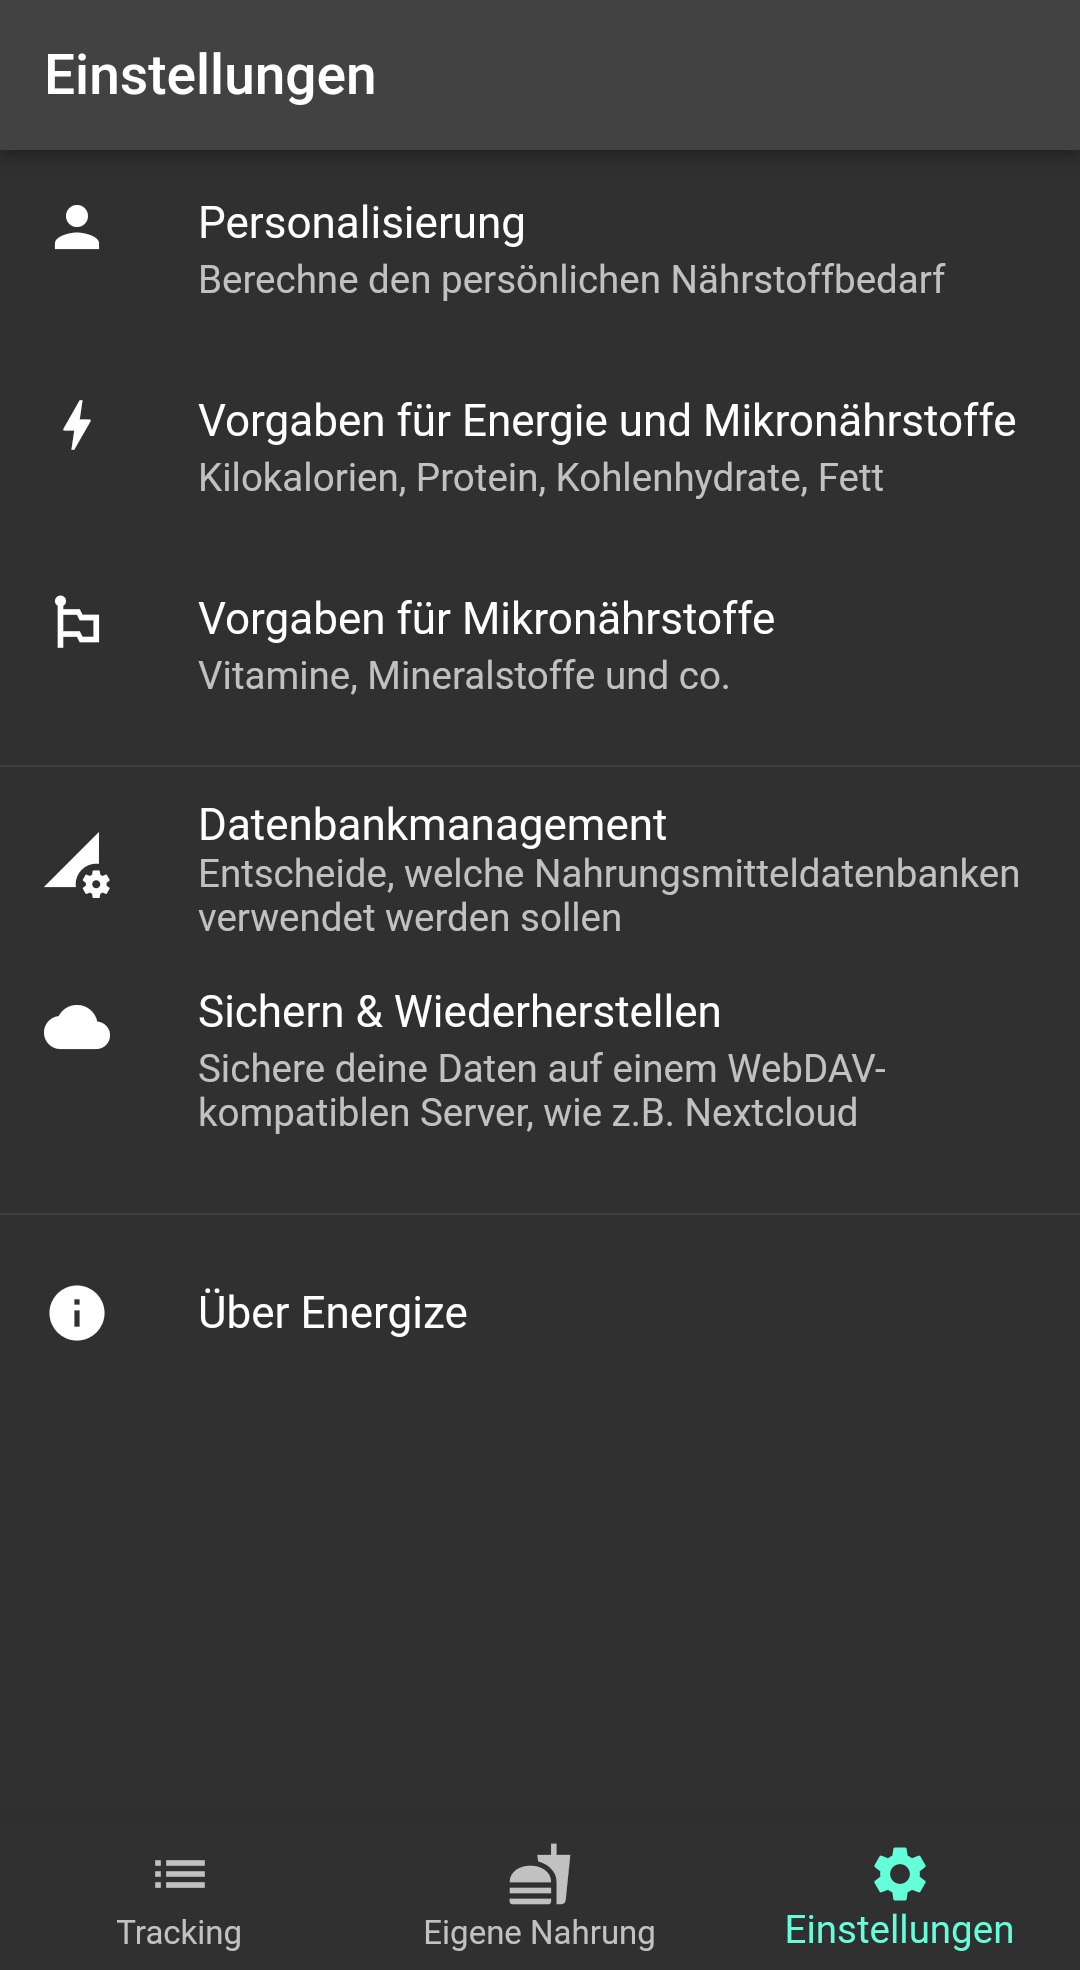 Einstellungen
Personalisierung
Berechne den persönlichen Nährstoffbedarf
Vorgaben für Energie und Mikronährstoffe
Kilokalorien, Protein, Kohlenhydrate, Fett
Vorgaben für Mikronährstoffe
Vitamine, Mineralstoffe und co.
Datenbankmanagement
Entscheide, welche Nahrungsmitteldatenbanken
verwendet werden sollen
Sichern & Wiederherstellen
Sichere deine Daten auf einem WebDAV-
kompatiblen Server, wie z.B. Nextcloud
Über Energize
Tracking
Eigene Nahrung
Einstellungen